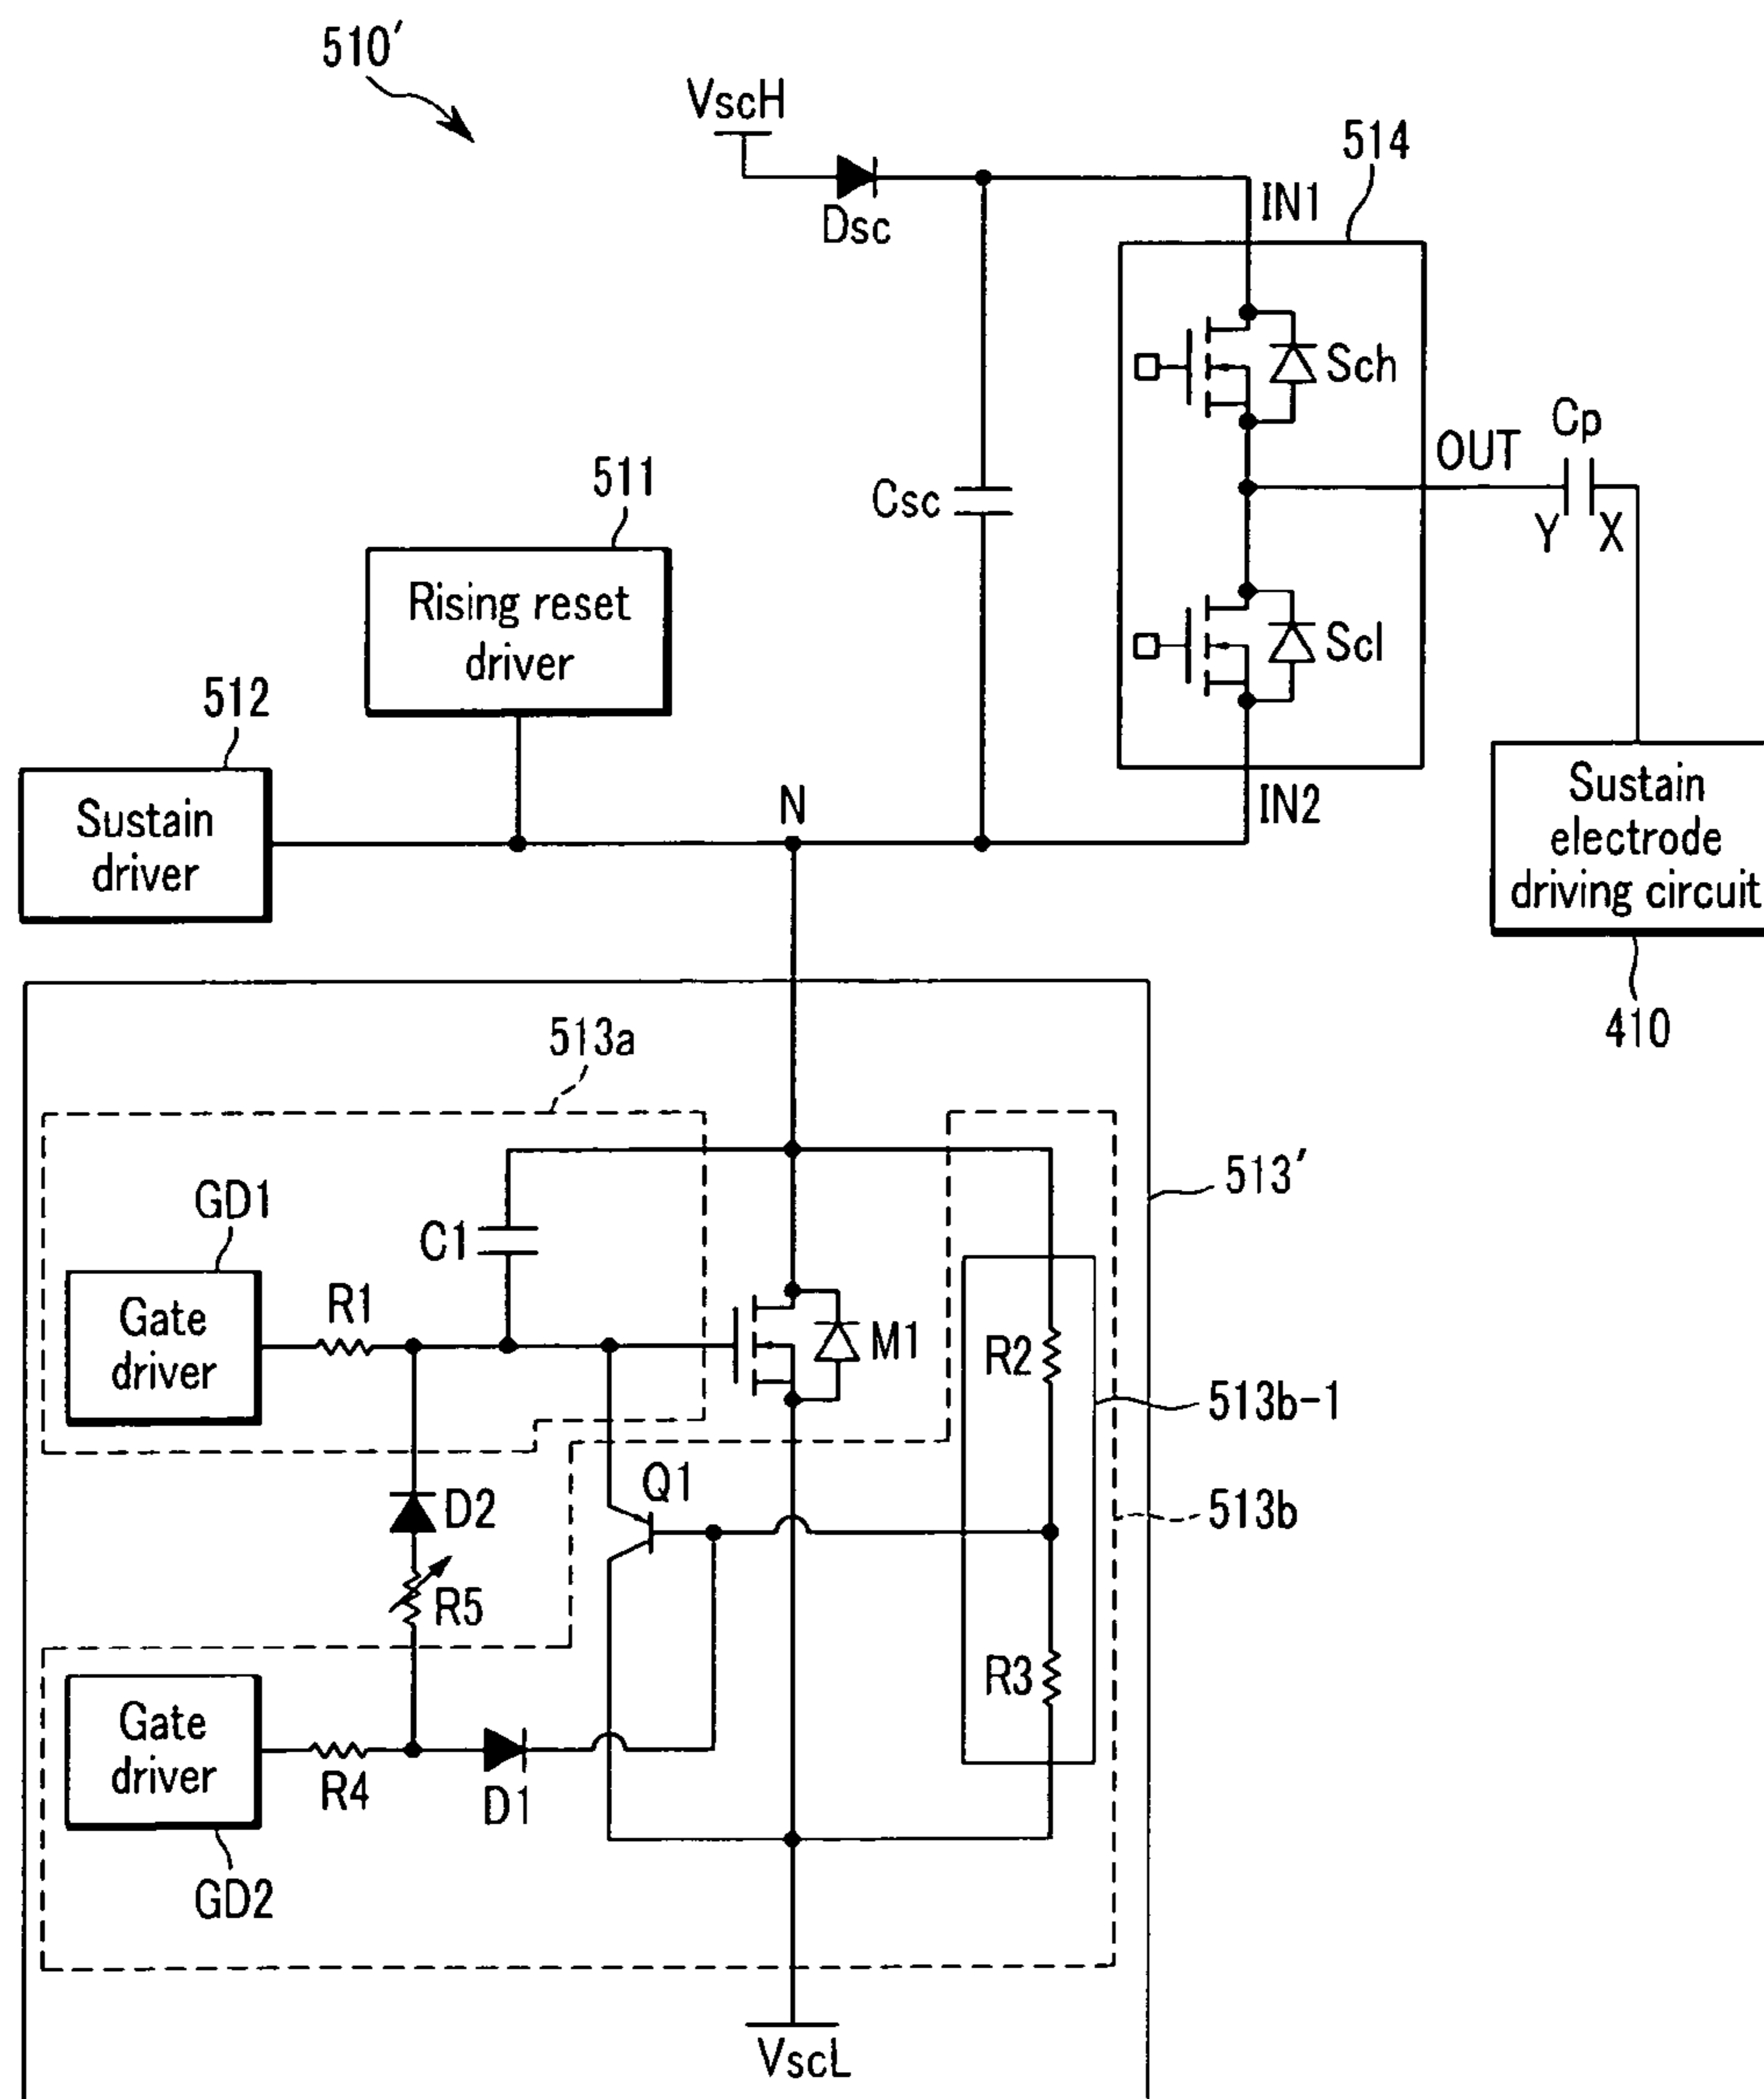 510′
VscH
514
Dsc
IN1
Sch
Cp
OUT
511
Csc
Y
X
Rising reset
driver
Scl
512
N
IN2
Sustain
driver
Sustain
electrode
driving circuit
513a
410
513′
GD1
C1
Gate
driver
R1
M1
R2
513b-1
Q1
D2
513b
R5
Gate
driver
R3
R4
D1
GD2
VscL